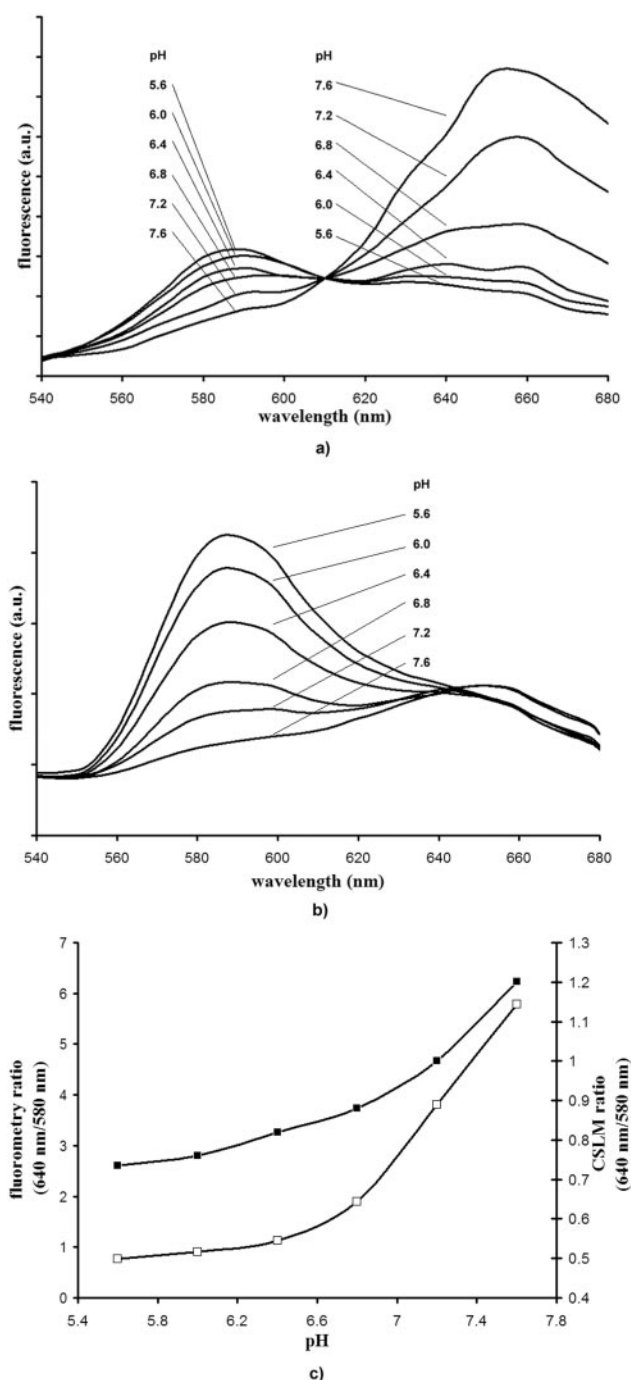 pH
5.6
6.0
6.4
6.8
7.2
7.6
pH
7.6
7.2
6.8
6.4
6.0
5.6
fluorescence (a.u.)
540 560 580 600 620 640 660 680
wavelength (nm)
a)
pH
5.6
6.0
6.4
6.8
7.2
7.6
fluorescence (a.u.)
540 560 580 600 620 640 660 680
wavelength (nm)
b)
7
6
5
4
3
2
1
0
fluorometry ratio
(640 nm/580 nm)
1.3
1.2
1.1
1
0.9
0.8
0.7
0.6
0.5
0.4
CSLM ratio
(640 nm/580 nm)
5.4 5.8 6.2 6.6 7 7.4 7.8
pH
c)